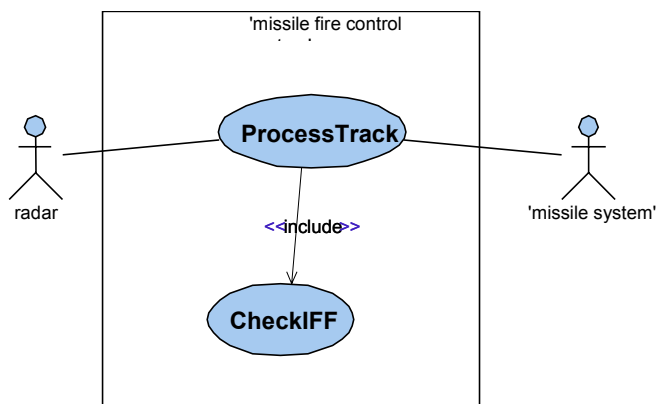 'missile fire control
ProcessTrack
radar
'missile system'
<<include>>
CheckIFF